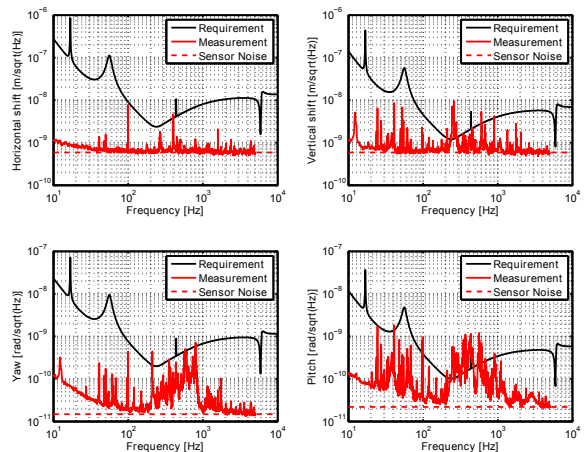 10^-6
10^-7
10^-8
10^-9
10^-10
Horizontal shift [m/sqrt(Hz)]
Requirement
Measurement
Sensor Noise
10^1 10^2 10^3 10^4
Frequency [Hz]
10^-6
10^-7
10^-8
10^-9
10^-10
Vertical shift [m/sqrt(Hz)]
Requirement
Measurement
Sensor Noise
10^1 10^2 10^3 10^4
Frequency [Hz]
10^-7
10^-8
10^-9
10^-10
10^-11
Yaw [rad/sqrt(Hz)]
Requirement
Measurement
Sensor Noise
10^1 10^2 10^3 10^4
Frequency [Hz]
10^-7
10^-8
10^-9
10^-10
10^-11
Pitch [rad/sqrt(Hz)]
Requirement
Measurement
Sensor Noise
10^1 10^2 10^3 10^4
Frequency [Hz]